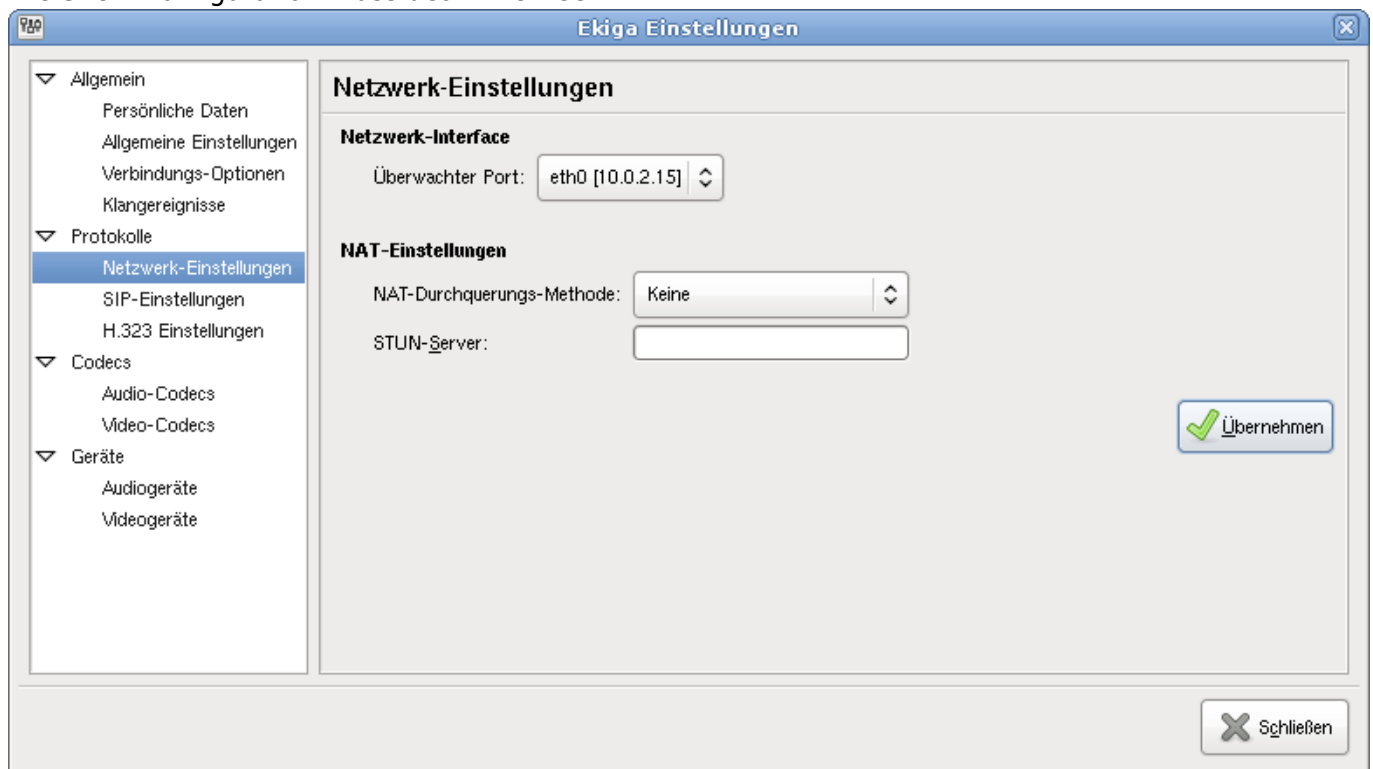 Ekiga Einstellungen
Allgemein
Persönliche Daten
Allgemeine Einstellungen
Verbindungs-Optionen
Klangereignisse
Protokolle
Netzwerk-Einstellungen
SIP-Einstellungen
H.323 Einstellungen
Codecs
Audio-Codecs
Video-Codecs
Geräte
Audiogeräte
Videogeräte
Netzwerk-Einstellungen
Netzwerk-Interface
Überwachter Port: eth0 [10.0.2.15]
NAT-Einstellungen
NAT-Durchquerungs-Methode: Keine
STUN-Server:
Übernehmen
Schließen